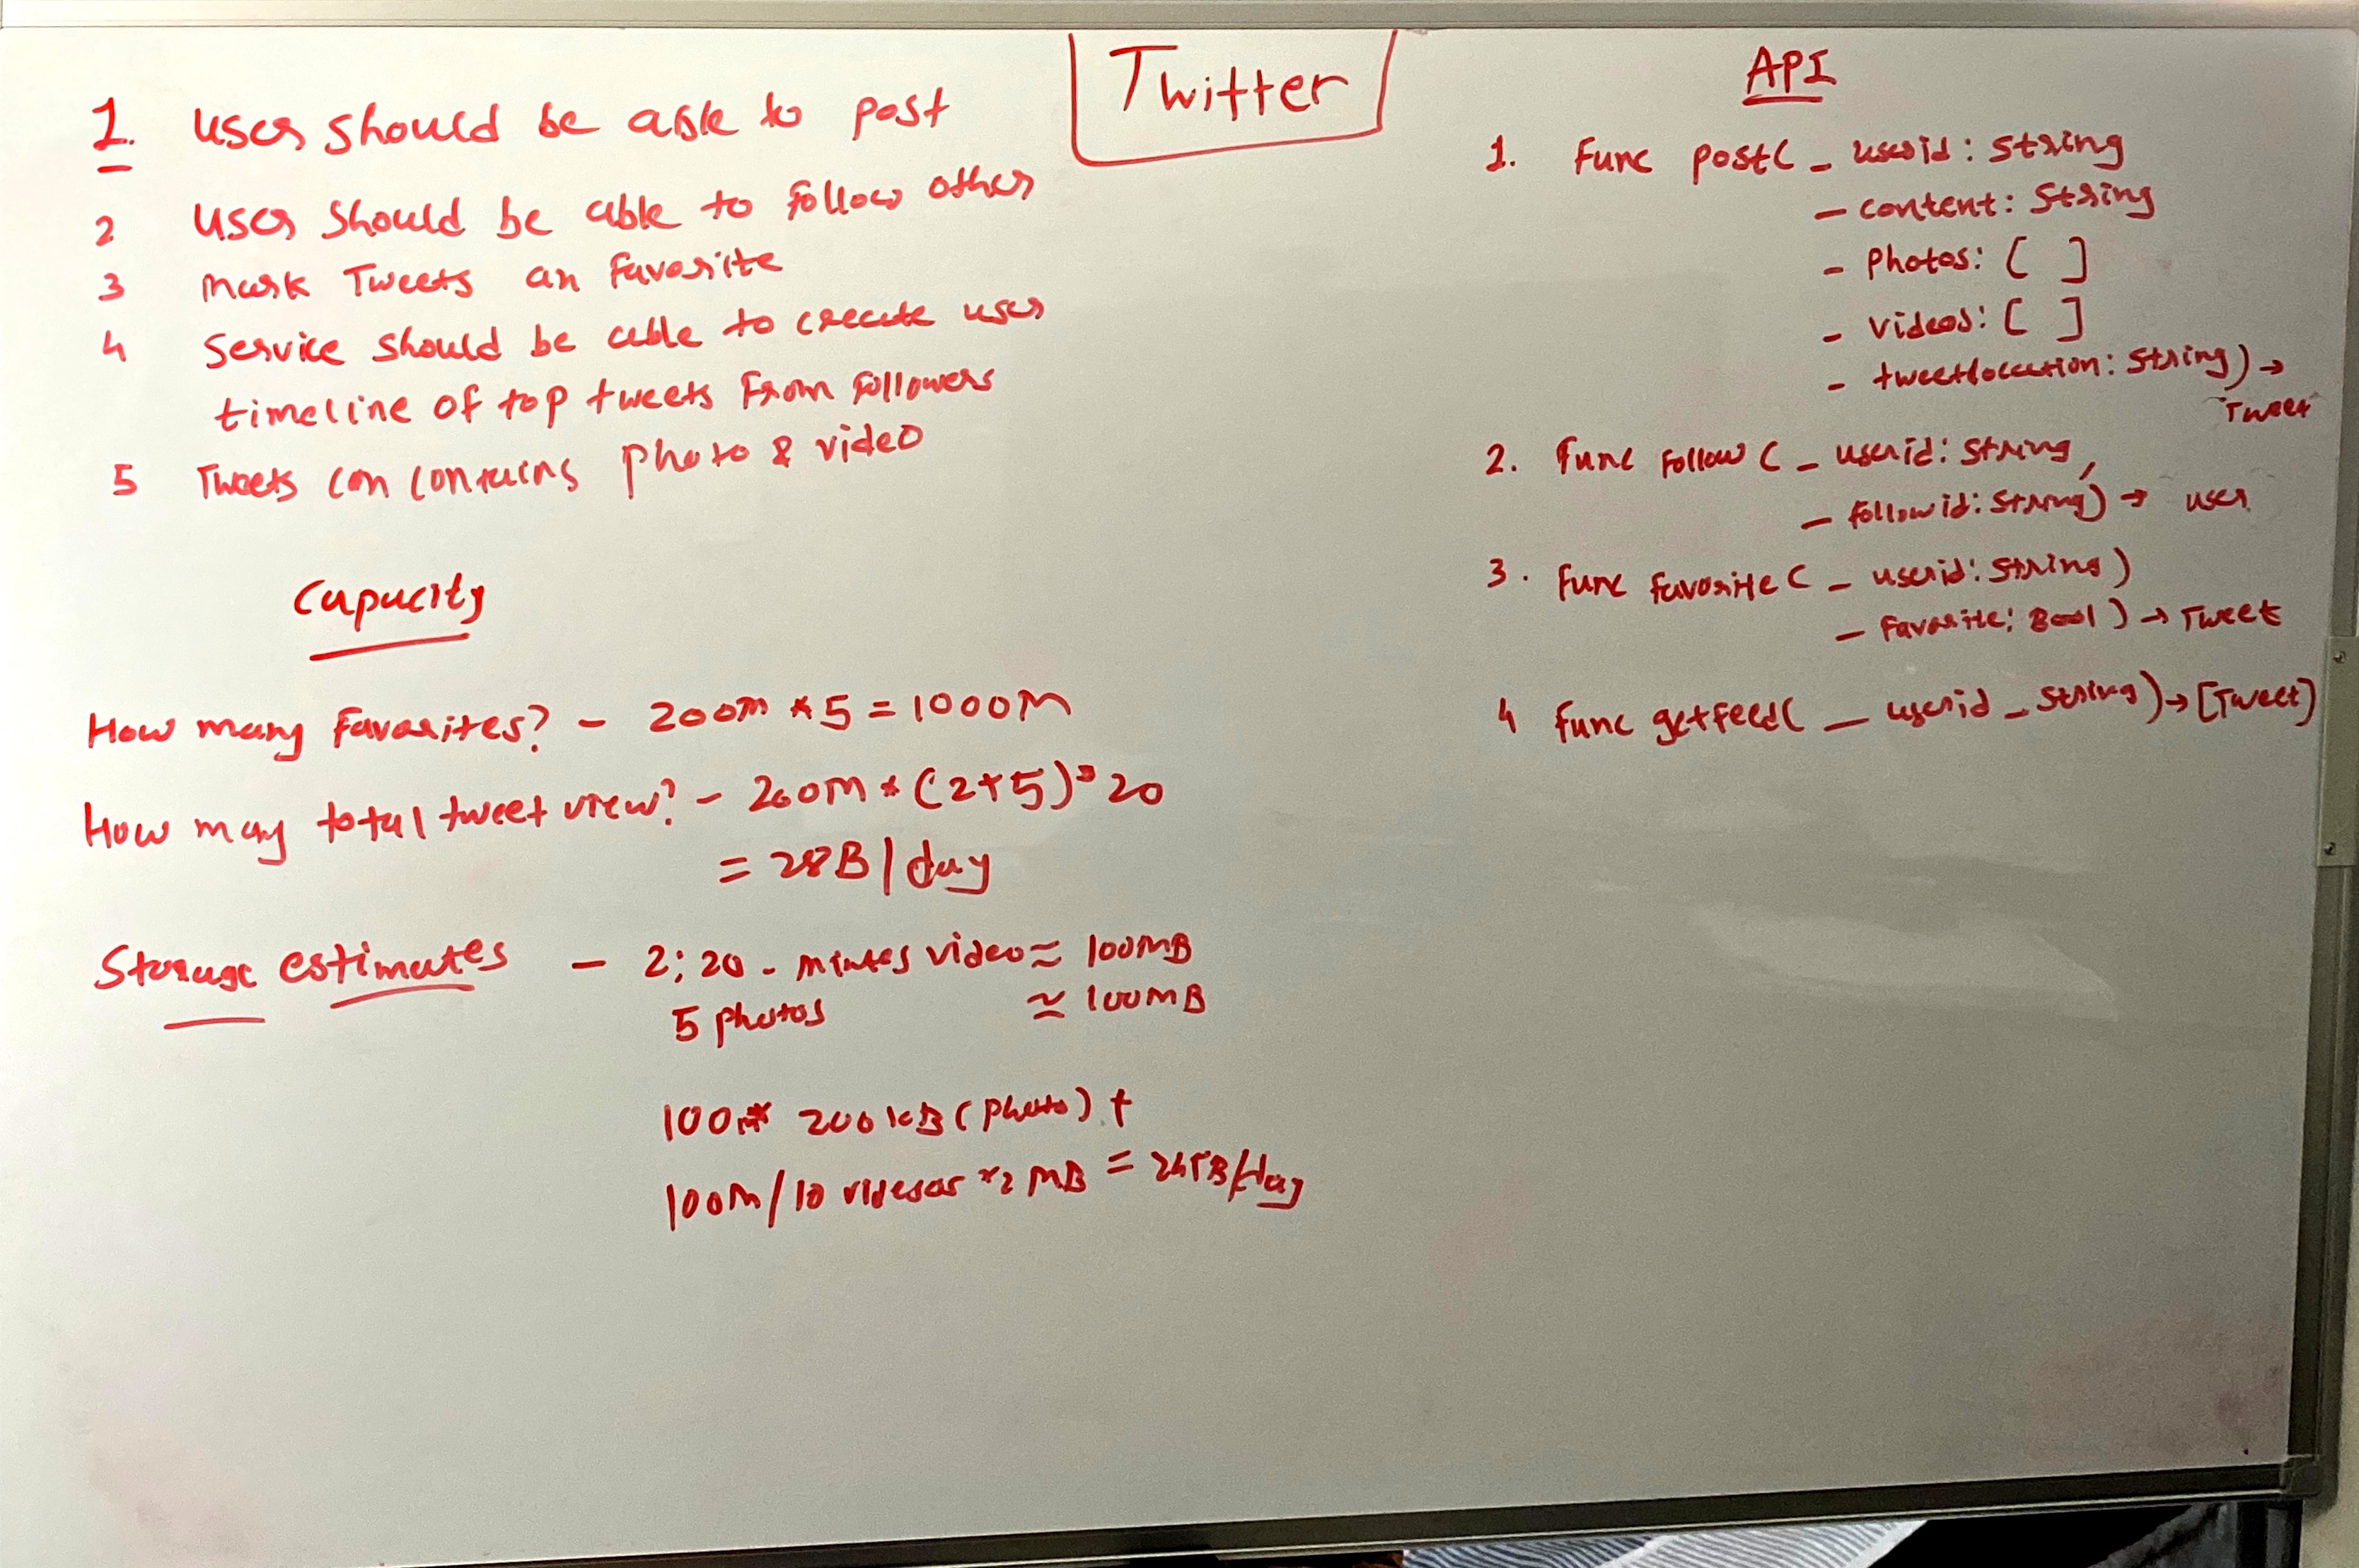 Twitter
1. User should be able to post
2 User should be able to follow other
3 Mark Tweets an favorite
4 Service should be able to create user
timeline of top tweets from followers
5 Tweets can contains photo & video
Capacity
How many favorites? - 200M * 5 = 1000M
How may total tweet view? - 200M * (2+5) * 20
= 28B / day
Storage estimates - 2:20 - mintes video ≈ 100MB
5 photos ≈ 100MB
100M * 200KB (photo) +
100M / 10 * 2 MB = 24TB/day
API
1. Func post( _ userid: string
- content: String
- Photos: [ ]
- videos: [ ]
- tweetlocation: string) →
Tweet
2. Func Follow ( _ userid: string,
- followid: string) → user
3. Func favorite ( _ userid: string)
- Favorite: Bool ) → Tweet
4 Func getfeed( _ userid _ string) → [Tweet]